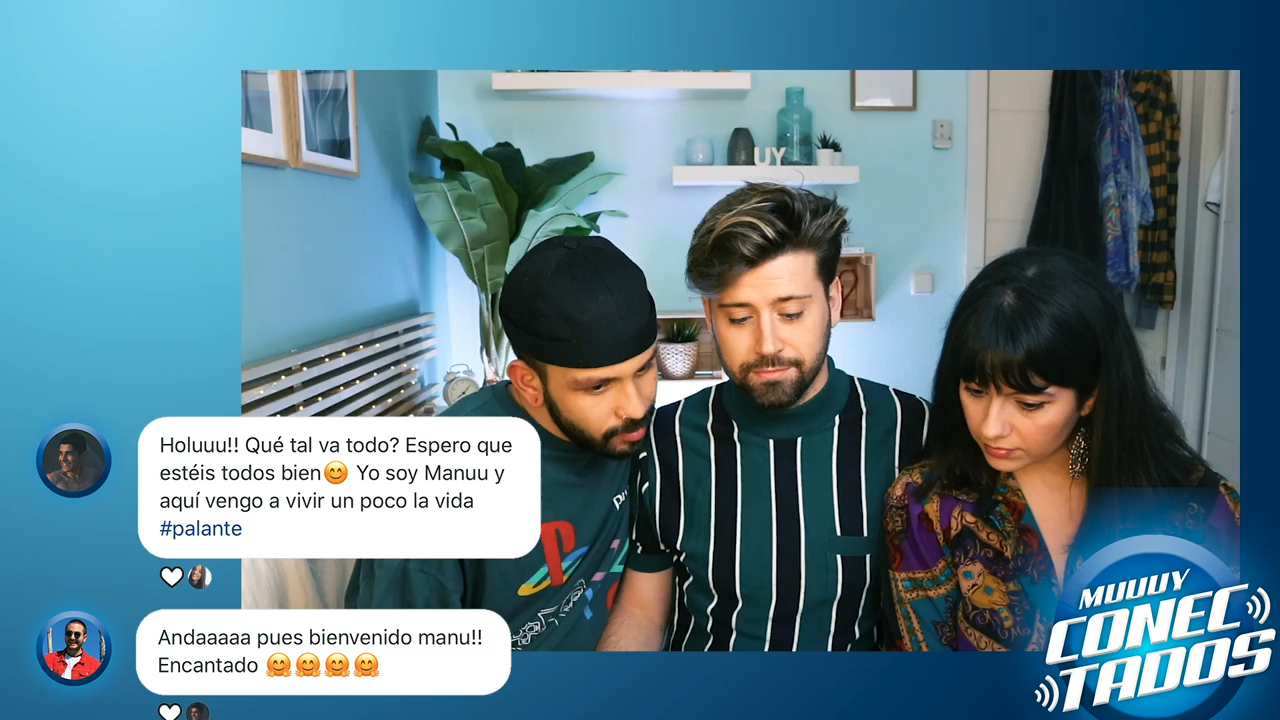 UY
Holuuu!! Qué tal va todo? Espero que
estéis todos bien😊 Yo soy Manuu y
aquí vengo a vivir un poco la vida
#palante
Andaaaaa pues bienvenido manu!!
Encantado 🤗🤗🤗🤗
MUUUY
CONEC
TADOS